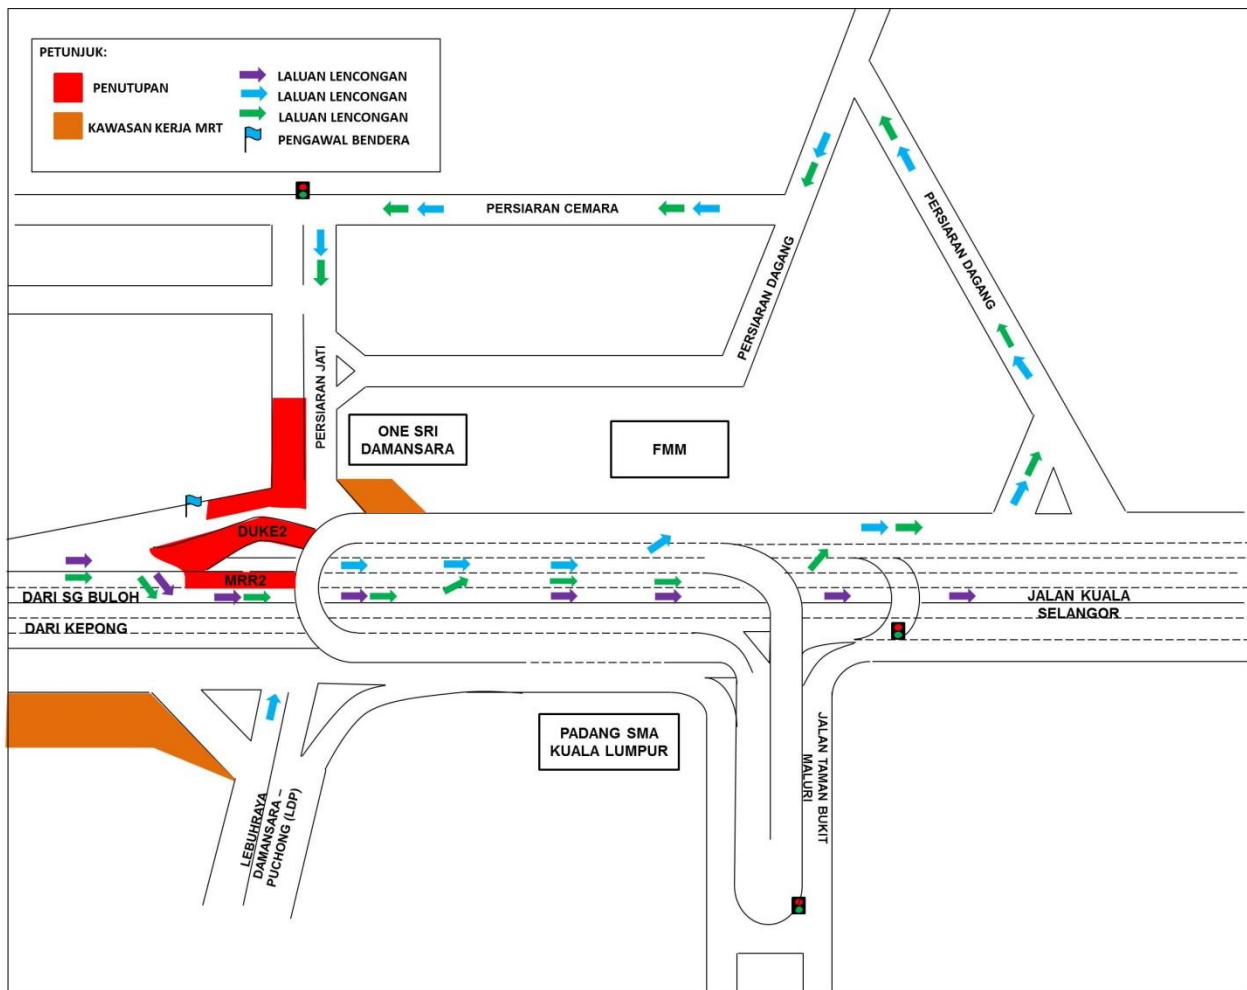 PETUNJUK:
PENUTUPAN
KAWASAN KERJA MRT
LALUAN LENCONGAN
LALUAN LENCONGAN
LALUAN LENCONGAN
PENGAWAL BENDERA
PERSIARAN CEMARA
PERSIARAN DAGANG
PERSIARAN DAGANG
PERSIARAN JATI
ONE SRI
DAMANSARA
FMM
DUKE2
MRR2
DARI SG BULOH
DARI KEPONG
JALAN KUALA
SELANGOR
PADANG SMA
KUALA LUMPUR
JALAN TAMAN BUKIT
MALURI
LEBUHRAYA
DAMANSARA –
PUCHONG (LDP)